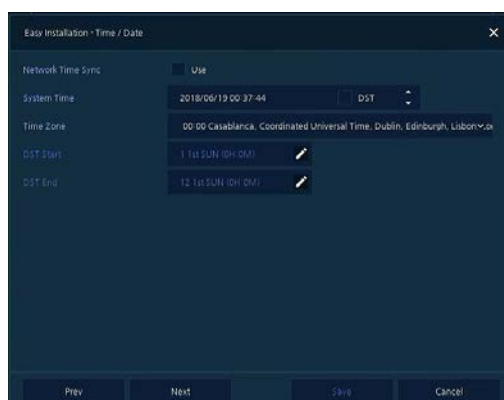 Easy Installation - Time / Date
Network Time Sync Use
System Time 2018/06/19 00:37:44 DST
Time Zone 00:00 Casablanca, Coordinated Universal Time, Dublin, Edinburgh, Lisbon,
DST Start 1 1st SUN (0H 0M)
DST End 12 1st SUN (0H 0M)
Prev Next Save Cancel